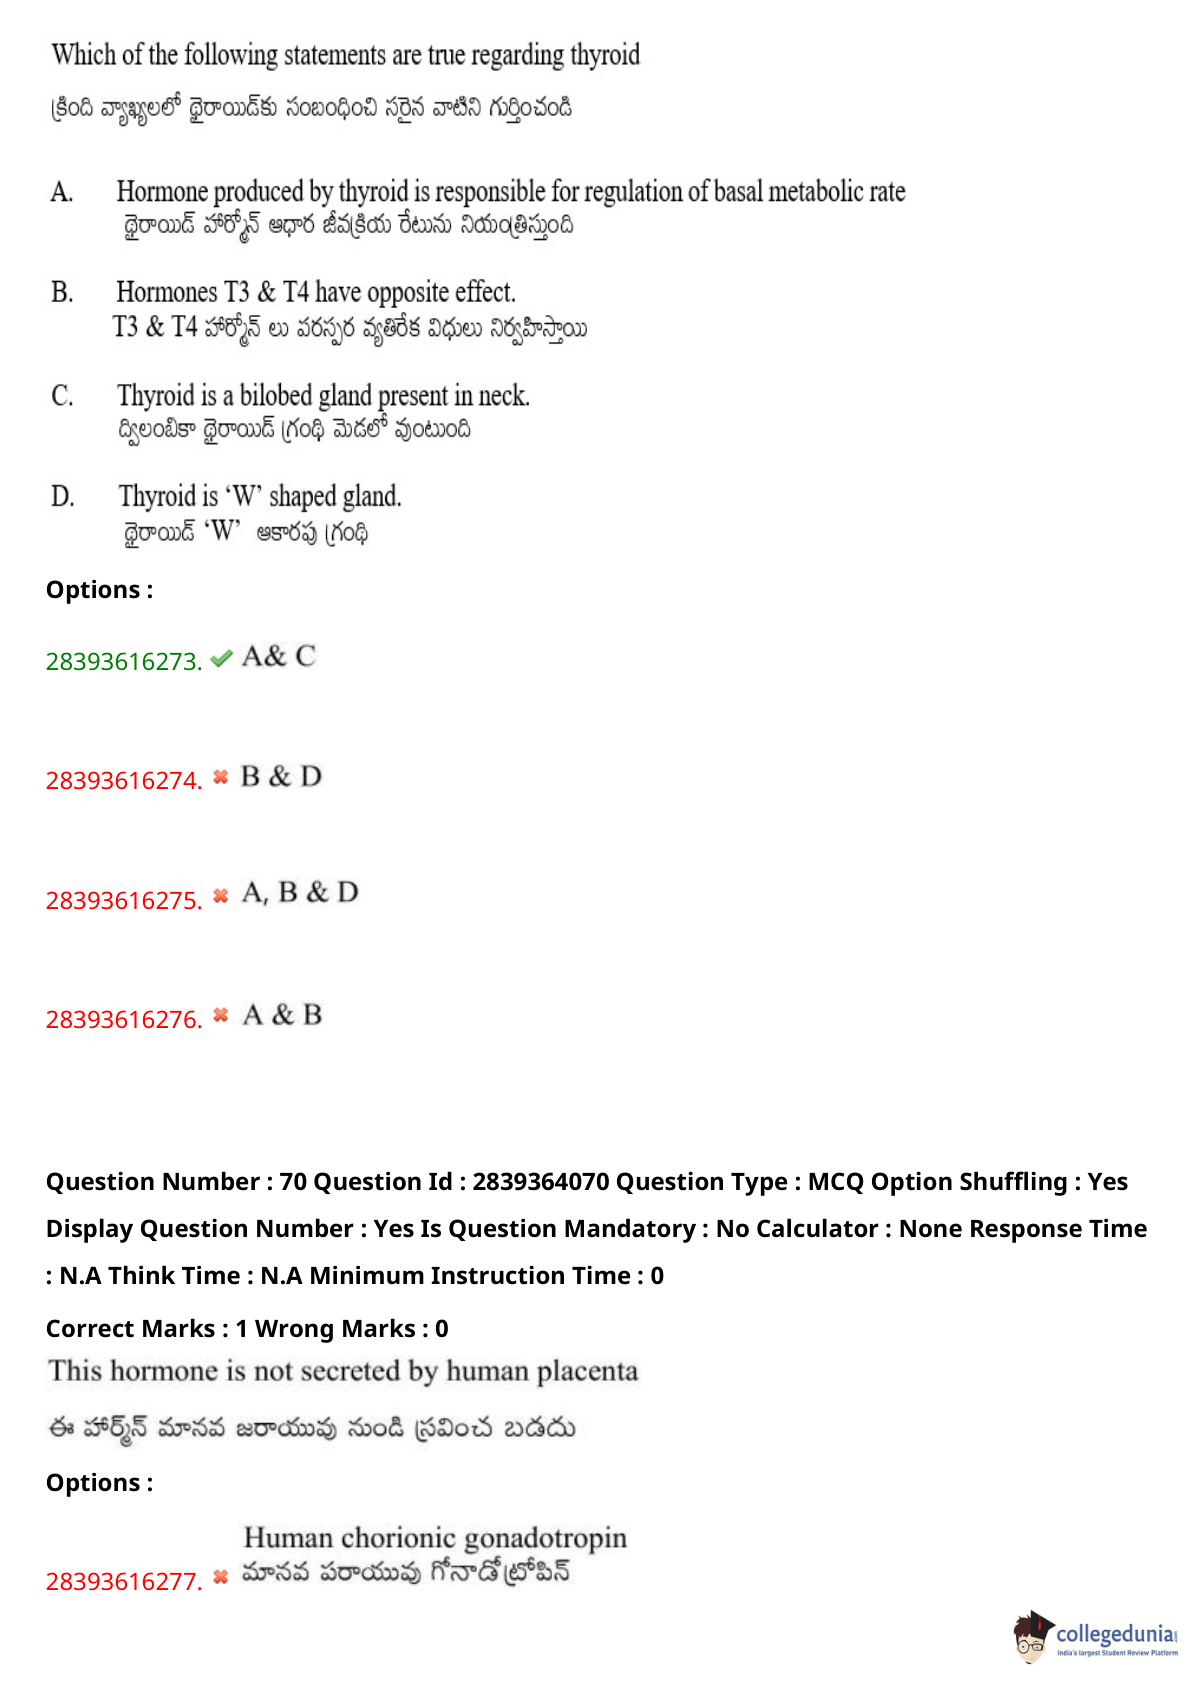 Which of the following statements are true regarding thyroid
క్రింది వ్యాఖ్యలలో థైరాయిడ్‌కు సంబంధించి సరైన వాటిని గుర్తించండి
A. Hormone produced by thyroid is responsible for regulation of basal metabolic rate
థైరాయిడ్ హార్మోన్ ఆధార జీవక్రియ రేటును నియంత్రిస్తుంది
B. Hormones T3 & T4 have opposite effect.
T3 & T4 హార్మోన్ లు పరస్పర వ్యతిరేక విధులు నిర్వహిస్తాయి
C. Thyroid is a bilobed gland present in neck.
ద్విలంబికా థైరాయిడ్ గ్రంథి మెడలో వుంటుంది
D. Thyroid is ‘W’ shaped gland.
థైరాయిడ్ ‘W’ ఆకారపు గ్రంథి
Options :
28393616273. A& C
28393616274. B & D
28393616275. A, B & D
28393616276. A & B
Question Number : 70 Question Id : 2839364070 Question Type : MCQ Option Shuffling : Yes
Display Question Number : Yes Is Question Mandatory : No Calculator : None Response Time
: N.A Think Time : N.A Minimum Instruction Time : 0
Correct Marks : 1 Wrong Marks : 0
This hormone is not secreted by human placenta
ఈ హార్మ్మోన్ మానవ జరాయువు నుండి స్రవించ బడదు
Options :
Human chorionic gonadotropin
28393616277. మానవ పరాయువు గోనాడోట్రోపిన్
collegedunia
India's largest Student Review Platform